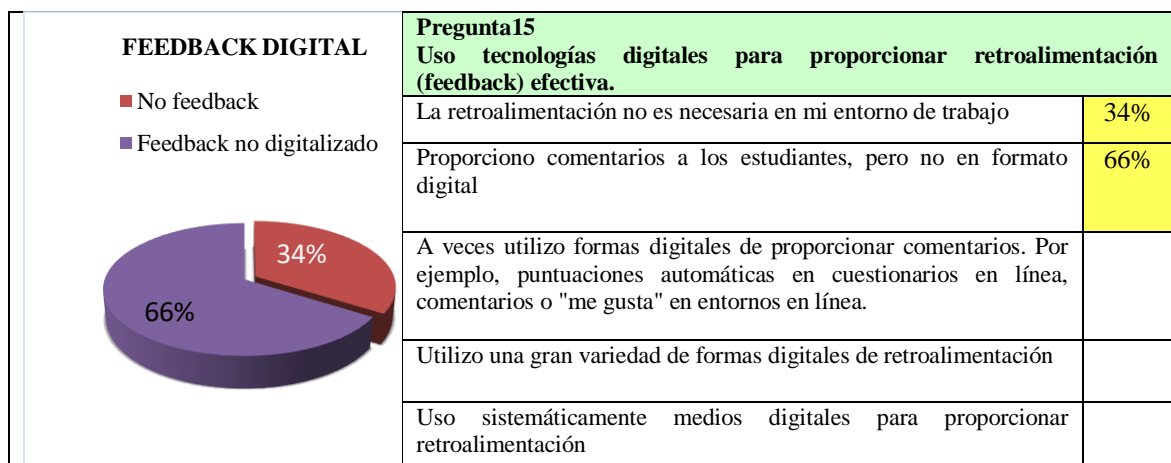 FEEDBACK DIGITAL
No feedback
Feedback no digitalizado
34%
66%
Pregunta15
Uso tecnologías digitales para proporcionar retroalimentación
(feedback) efectiva.
La retroalimentación no es necesaria en mi entorno de trabajo
34%
Proporciono comentarios a los estudiantes, pero no en formato
digital
66%
A veces utilizo formas digitales de proporcionar comentarios. Por
ejemplo, puntuaciones automáticas en cuestionarios en línea,
comentarios o "me gusta" en entornos en línea.
Utilizo una gran variedad de formas digitales de retroalimentación
Uso sistemáticamente medios digitales para proporcionar
retroalimentación